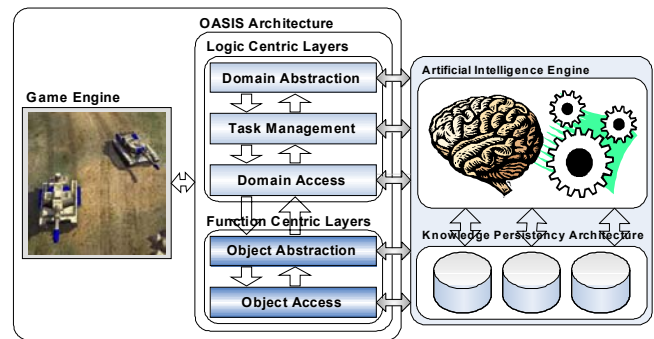 OASIS Architecture
Logic Centric Layers
Domain Abstraction
Artificial Intelligence Engine
Game Engine
Task Management
Domain Access
Function Centric Layers
Knowledge Persistency Architecture
Object Abstraction
Object Access